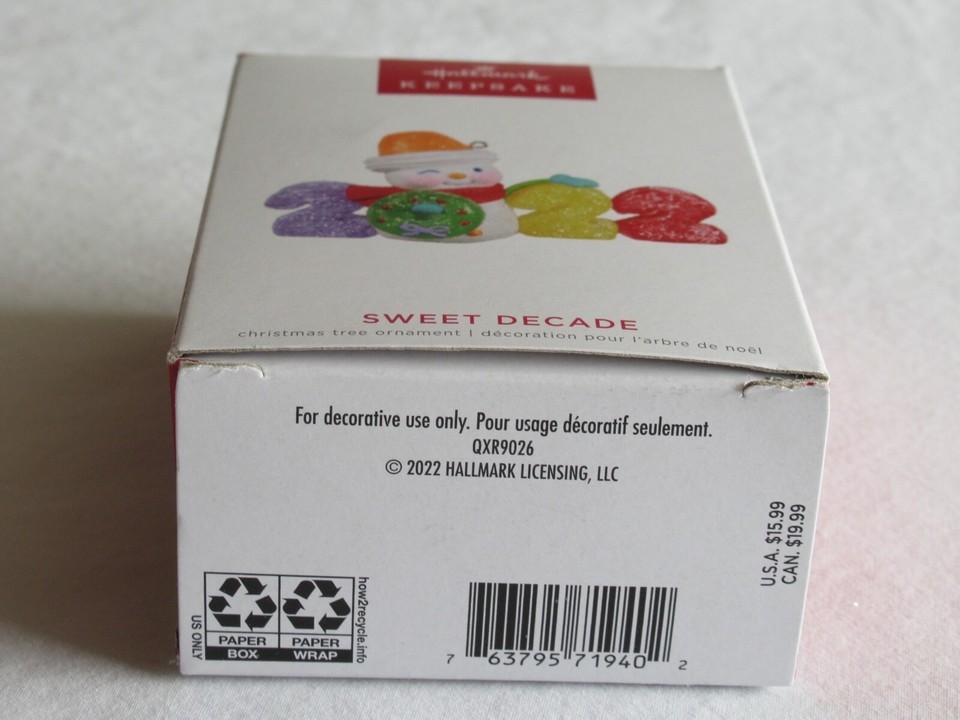 Hallmark
KEEPSAKE
2022
SWEET DECADE
christmas tree ornament | décoration pour l'arbre de noël
For decorative use only. Pour usage décoratif seulement.
QXR9026
© 2022 HALLMARK LICENSING, LLC
U.S.A. $15.99
CAN. $19.99
US ONLY
PAPER PAPER
BOX WRAP
how2recycle.info
7 63795 71940 2